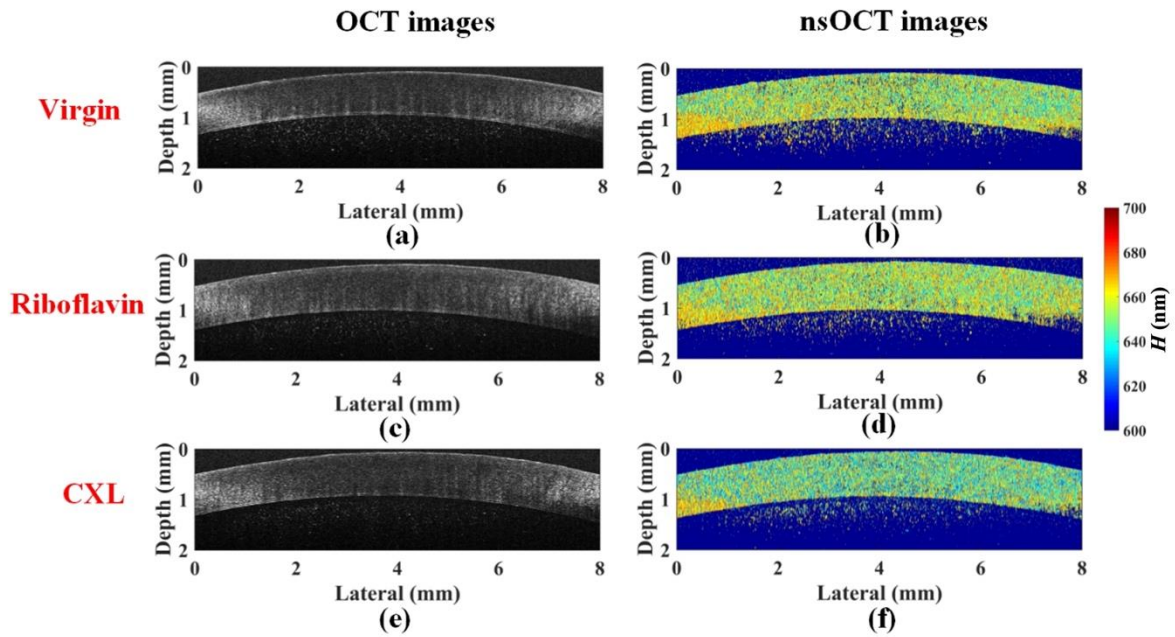 OCT images
nsOCT images
Virgin
Depth (mm)
0
1
2
0 2 4 6 8
Lateral (mm)
(a)
Depth (mm)
0
1
2
0 2 4 6 8
Lateral (mm)
(b)
Riboflavin
Depth (mm)
0
1
2
0 2 4 6 8
Lateral (mm)
(c)
Depth (mm)
0
1
2
0 2 4 6 8
Lateral (mm)
(d)
CXL
Depth (mm)
0
1
2
0 2 4 6 8
Lateral (mm)
(e)
Depth (mm)
0
1
2
0 2 4 6 8
Lateral (mm)
(f)
700
680
660
640
620
600
H (nm)